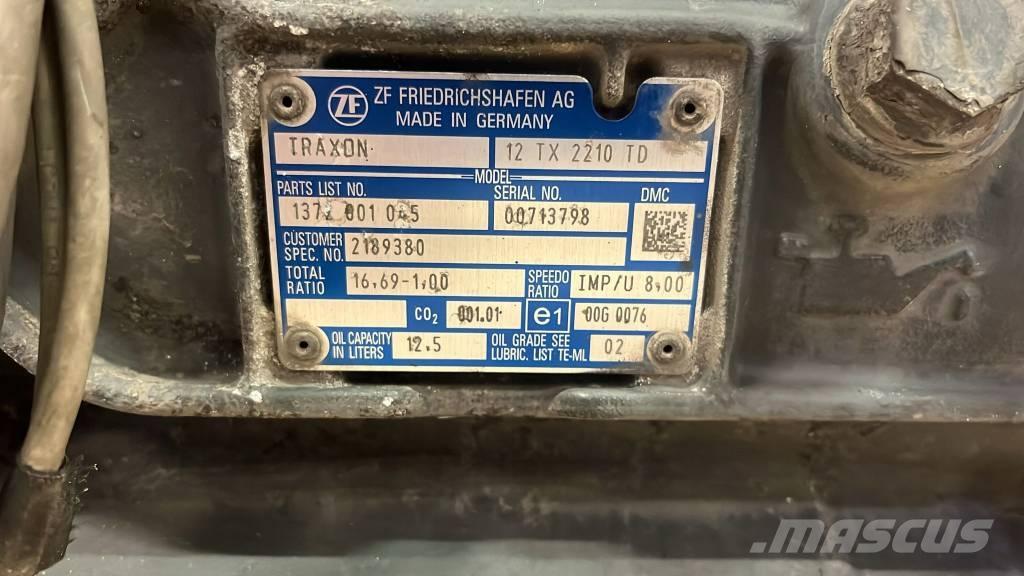 ZF ZF FRIEDRICHSHAFEN AG
MADE IN GERMANY
TRAXON 12 TX 2210 TD
MODEL
PARTS LIST NO. SERIAL NO. DMC
001 00713798
CUSTOMER SPEC. NO. 2189380
TOTAL RATIO 16,69-1,00 SPEEDO RATIO IMP/U 8,00
CO2 001.01 e1 00G 0076
OIL CAPACITY IN LITERS 12.5 OIL GRADE SEE LUBRIC. LIST TE-ML 02
MASCUS